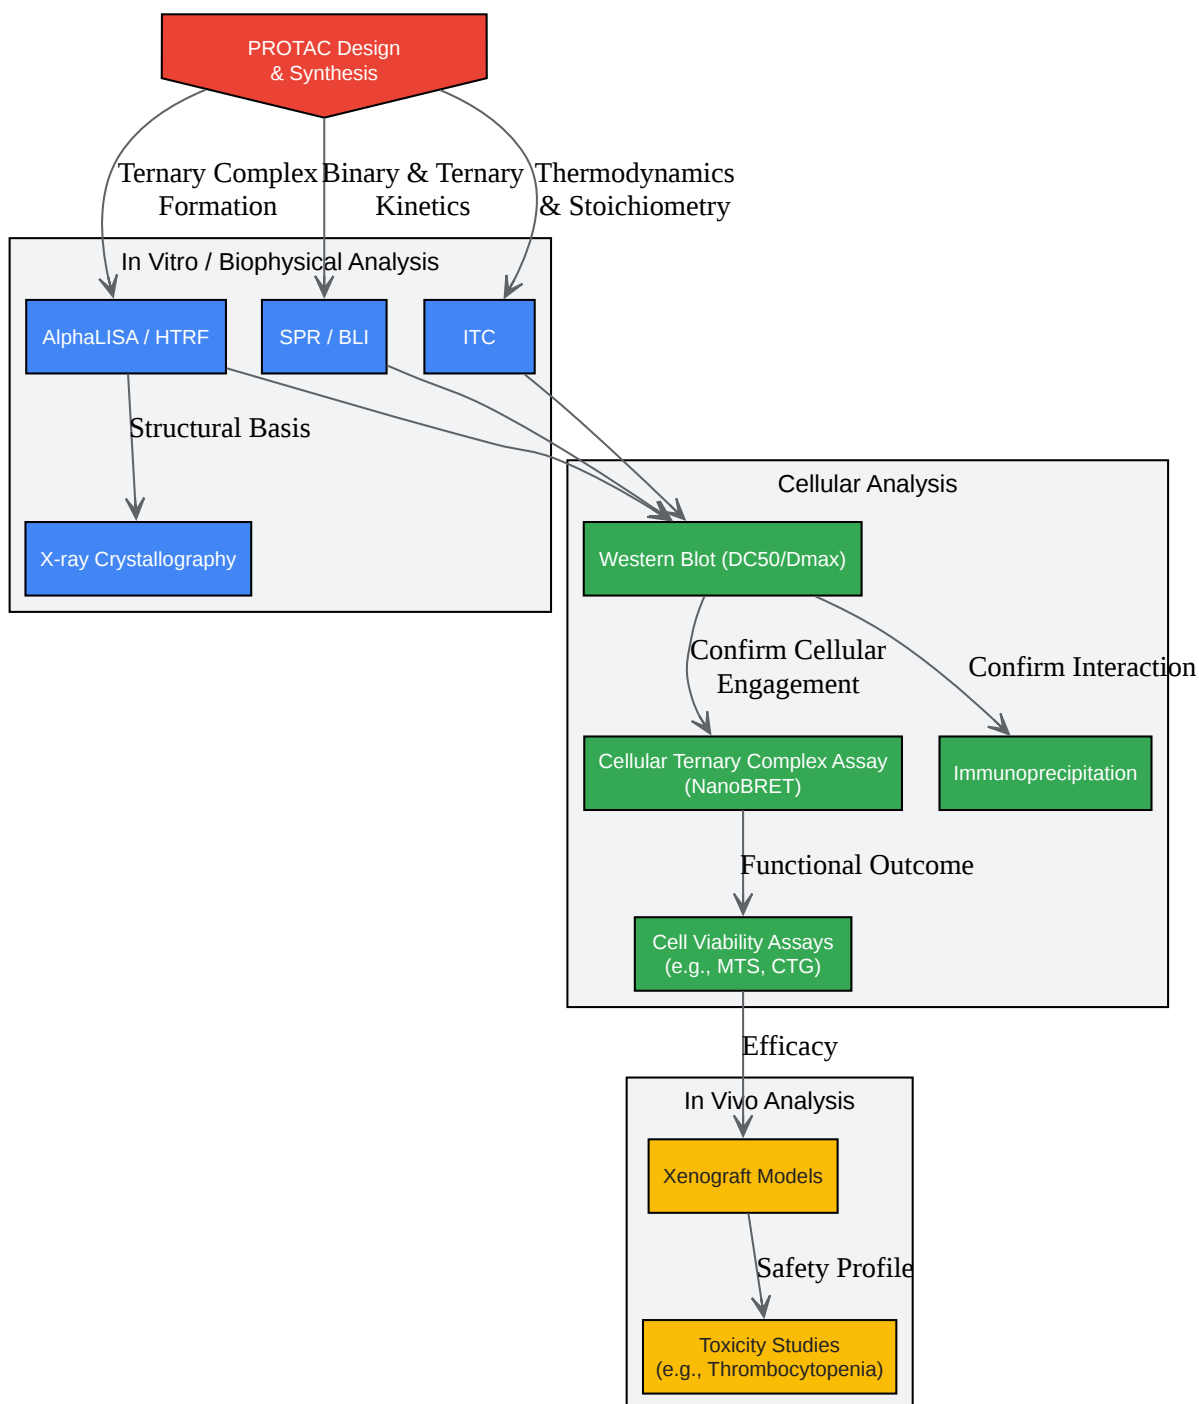 PROTAC Design
& Synthesis
Ternary Complex
Formation
Binary & Ternary
Kinetics
Thermodynamics
& Stoichiometry
In Vitro / Biophysical Analysis
AlphaLISA / HTRF
SPR / BLI
ITC
Structural Basis
X-ray Crystallography
Cellular Analysis
Western Blot (DC50/Dmax)
Confirm Cellular
Engagement
Confirm Interaction
Cellular Ternary Complex Assay
(NanoBRET)
Immunoprecipitation
Functional Outcome
Cell Viability Assays
(e.g., MTS, CTG)
Efficacy
In Vivo Analysis
Xenograft Models
Safety Profile
Toxicity Studies
(e.g., Thrombocytopenia)